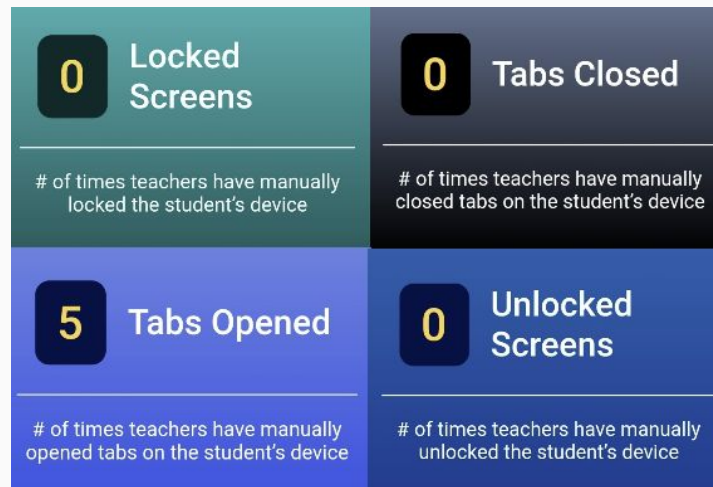 0
Locked
Screens
# of times teachers have manually
locked the student’s device
0
Tabs Closed
# of times teachers have manually
closed tabs on the student’s device
5
Tabs Opened
# of times teachers have manually
opened tabs on the student’s device
0
Unlocked
Screens
# of times teachers have manually
unlocked the student’s device